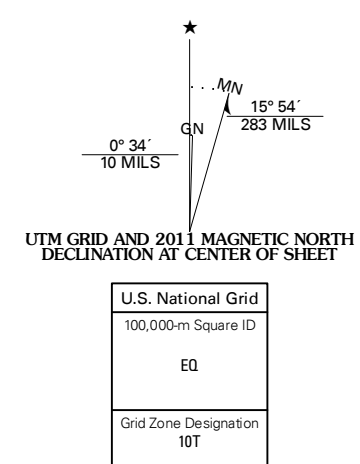 MN
15° 54´
283 MILS
GN
0° 34´
10 MILS
UTM GRID AND 2011 MAGNETIC NORTH
DECLINATION AT CENTER OF SHEET
U.S. National Grid
100,000-m Square ID
EQ
Grid Zone Designation
10T